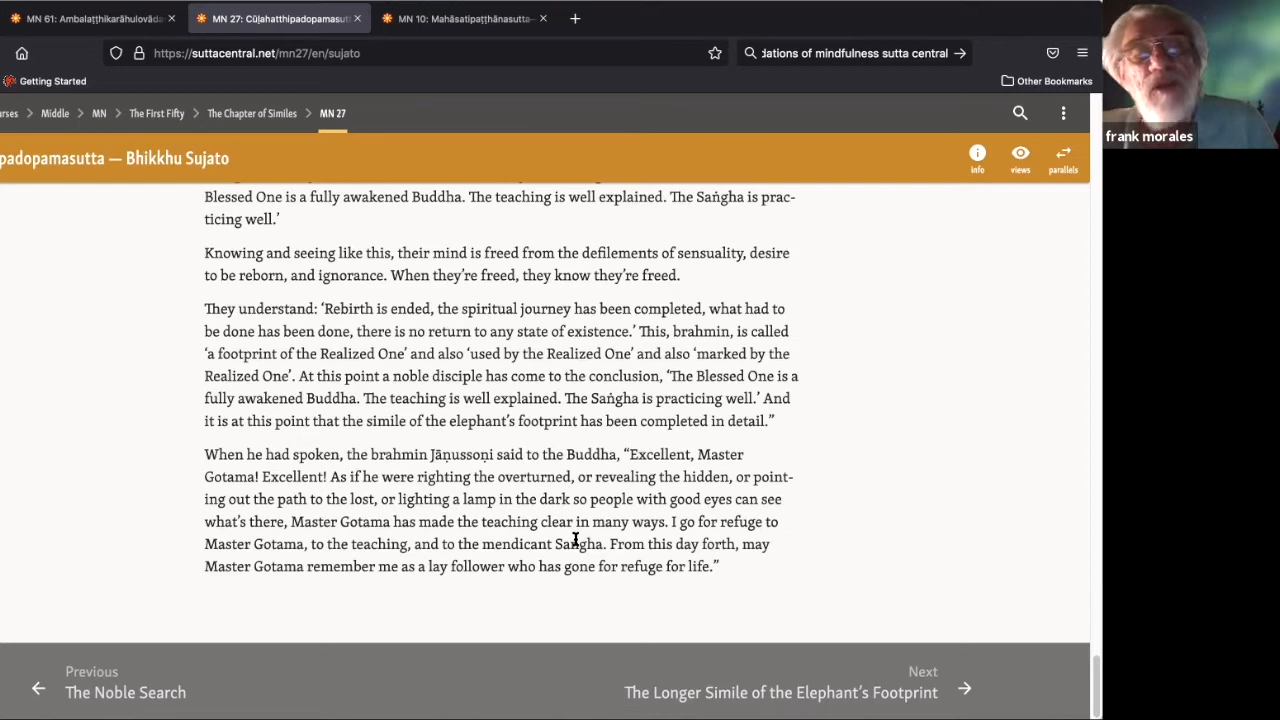 MN 61: Ambalaṭṭhikarāhulovāda
MN 27: Cūḷahatthipadopamasutt
MN 10: Mahāsatipaṭṭhānasutta—
https://suttacentral.net/mn27/en/sujato
dations of mindfulness sutta central
Getting Started
Other Bookmarks
urses > Middle > MN > The First Fifty > The Chapter of Similes > MN 27
padopamasutta — Bhikkhu Sujato
info views parallels
Blessed One is a fully awakened Buddha. The teaching is well explained. The Saṅgha is prac-
ticing well.’
Knowing and seeing like this, their mind is freed from the defilements of sensuality, desire
to be reborn, and ignorance. When they’re freed, they know they’re freed.
They understand: ‘Rebirth is ended, the spiritual journey has been completed, what had to
be done has been done, there is no return to any state of existence.’ This, brahmin, is called
‘a footprint of the Realized One’ and also ‘used by the Realized One’ and also ‘marked by the
Realized One’. At this point a noble disciple has come to the conclusion, ‘The Blessed One is a
fully awakened Buddha. The teaching is well explained. The Saṅgha is practicing well.’ And
it is at this point that the simile of the elephant’s footprint has been completed in detail.”
When he had spoken, the brahmin Jāṇussoṇi said to the Buddha, “Excellent, Master
Gotama! Excellent! As if he were righting the overturned, or revealing the hidden, or point-
ing out the path to the lost, or lighting a lamp in the dark so people with good eyes can see
what’s there, Master Gotama has made the teaching clear in many ways. I go for refuge to
Master Gotama, to the teaching, and to the mendicant Saṅgha. From this day forth, may
Master Gotama remember me as a lay follower who has gone for refuge for life.”
Previous
The Noble Search
Next
The Longer Simile of the Elephant’s Footprint
frank morales